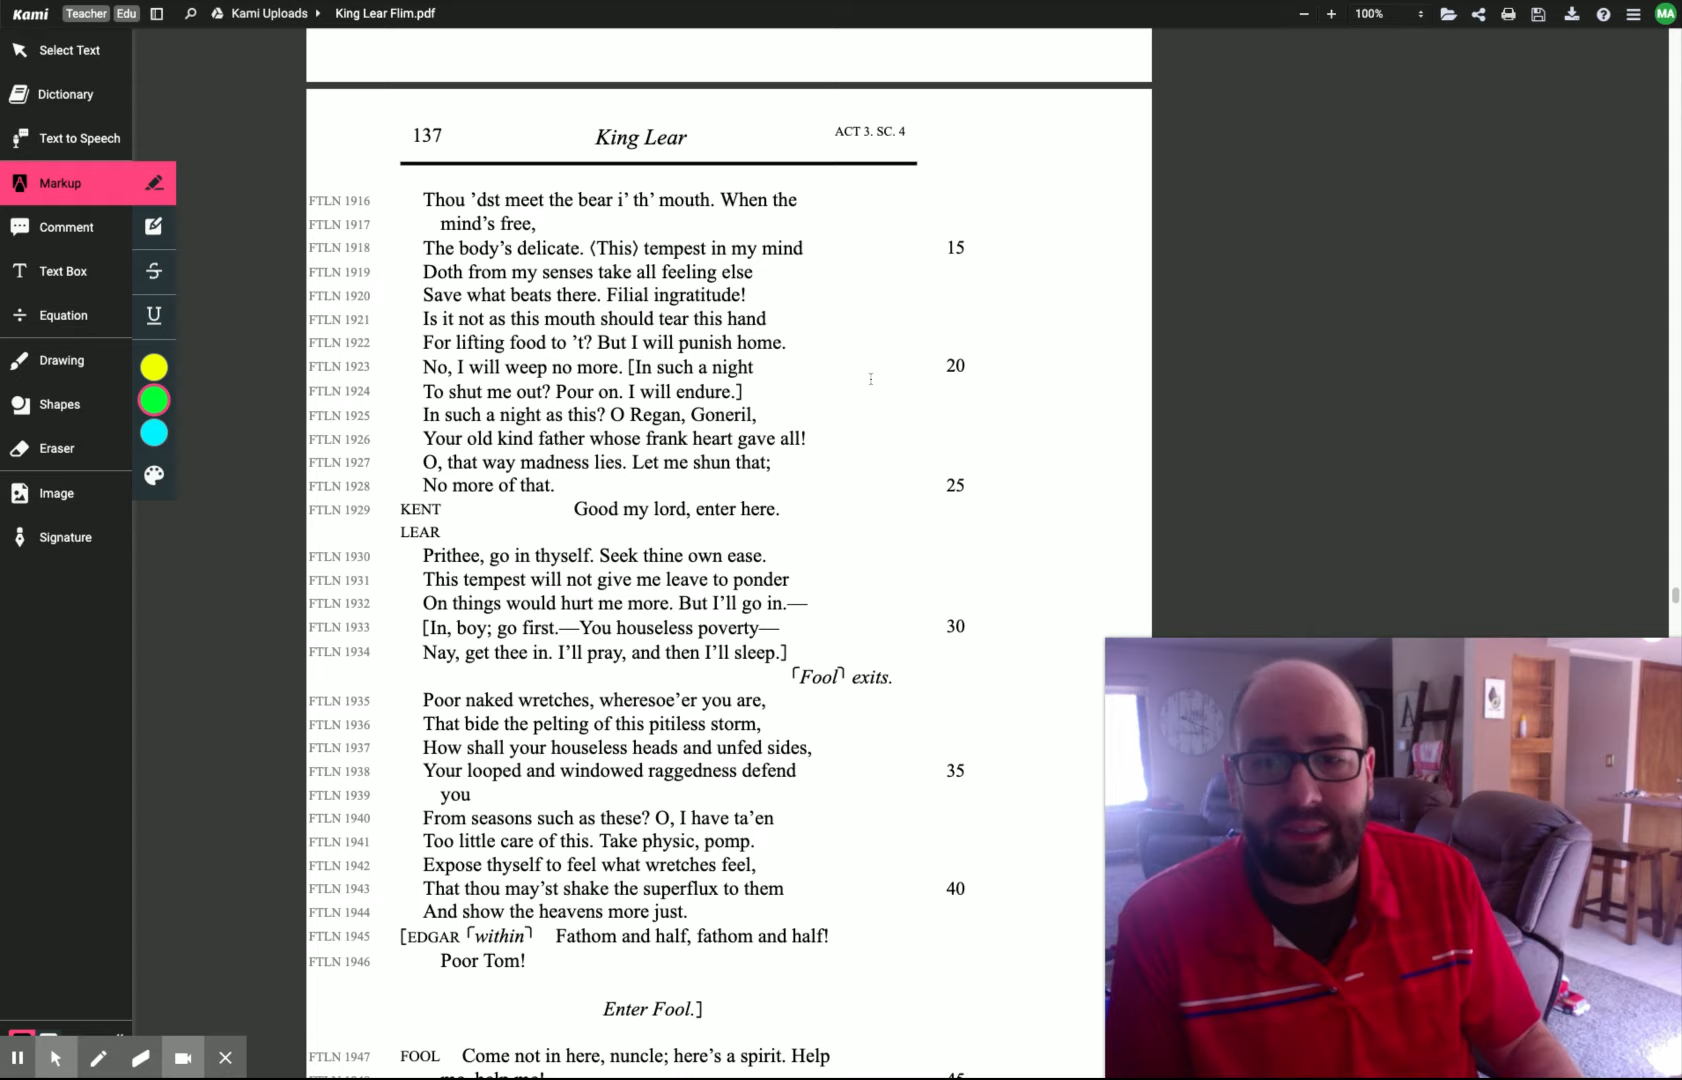 Kami Teacher Edu Kami Uploads King Lear Flim.pdf 100% MA
Select Text
Dictionary
Text to Speech
Markup
Comment
Text Box
Equation
Drawing
Shapes
Eraser
Image
Signature
137 King Lear ACT 3. SC. 4
FTLN 1916 Thou ’dst meet the bear i’ th’ mouth. When the
FTLN 1917 mind’s free,
FTLN 1918 The body’s delicate. ⟨This⟩ tempest in my mind 15
FTLN 1919 Doth from my senses take all feeling else
FTLN 1920 Save what beats there. Filial ingratitude!
FTLN 1921 Is it not as this mouth should tear this hand
FTLN 1922 For lifting food to ’t? But I will punish home.
FTLN 1923 No, I will weep no more. [In such a night 20
FTLN 1924 To shut me out? Pour on. I will endure.]
FTLN 1925 In such a night as this? O Regan, Goneril,
FTLN 1926 Your old kind father whose frank heart gave all!
FTLN 1927 O, that way madness lies. Let me shun that;
FTLN 1928 No more of that. 25
FTLN 1929 KENT Good my lord, enter here.
LEAR
FTLN 1930 Prithee, go in thyself. Seek thine own ease.
FTLN 1931 This tempest will not give me leave to ponder
FTLN 1932 On things would hurt me more. But I’ll go in.—
FTLN 1933 [In, boy; go first.—You houseless poverty— 30
FTLN 1934 Nay, get thee in. I’ll pray, and then I’ll sleep.]
⌜Fool⌝ exits.
FTLN 1935 Poor naked wretches, wheresoe’er you are,
FTLN 1936 That bide the pelting of this pitiless storm,
FTLN 1937 How shall your houseless heads and unfed sides,
FTLN 1938 Your looped and windowed raggedness defend 35
FTLN 1939 you
FTLN 1940 From seasons such as these? O, I have ta’en
FTLN 1941 Too little care of this. Take physic, pomp.
FTLN 1942 Expose thyself to feel what wretches feel,
FTLN 1943 That thou may’st shake the superflux to them 40
FTLN 1944 And show the heavens more just.
FTLN 1945 [EDGAR ⌜within⌝ Fathom and half, fathom and half!
FTLN 1946 Poor Tom!
Enter Fool.]
FTLN 1947 FOOL Come not in here, nuncle; here’s a spirit. Help